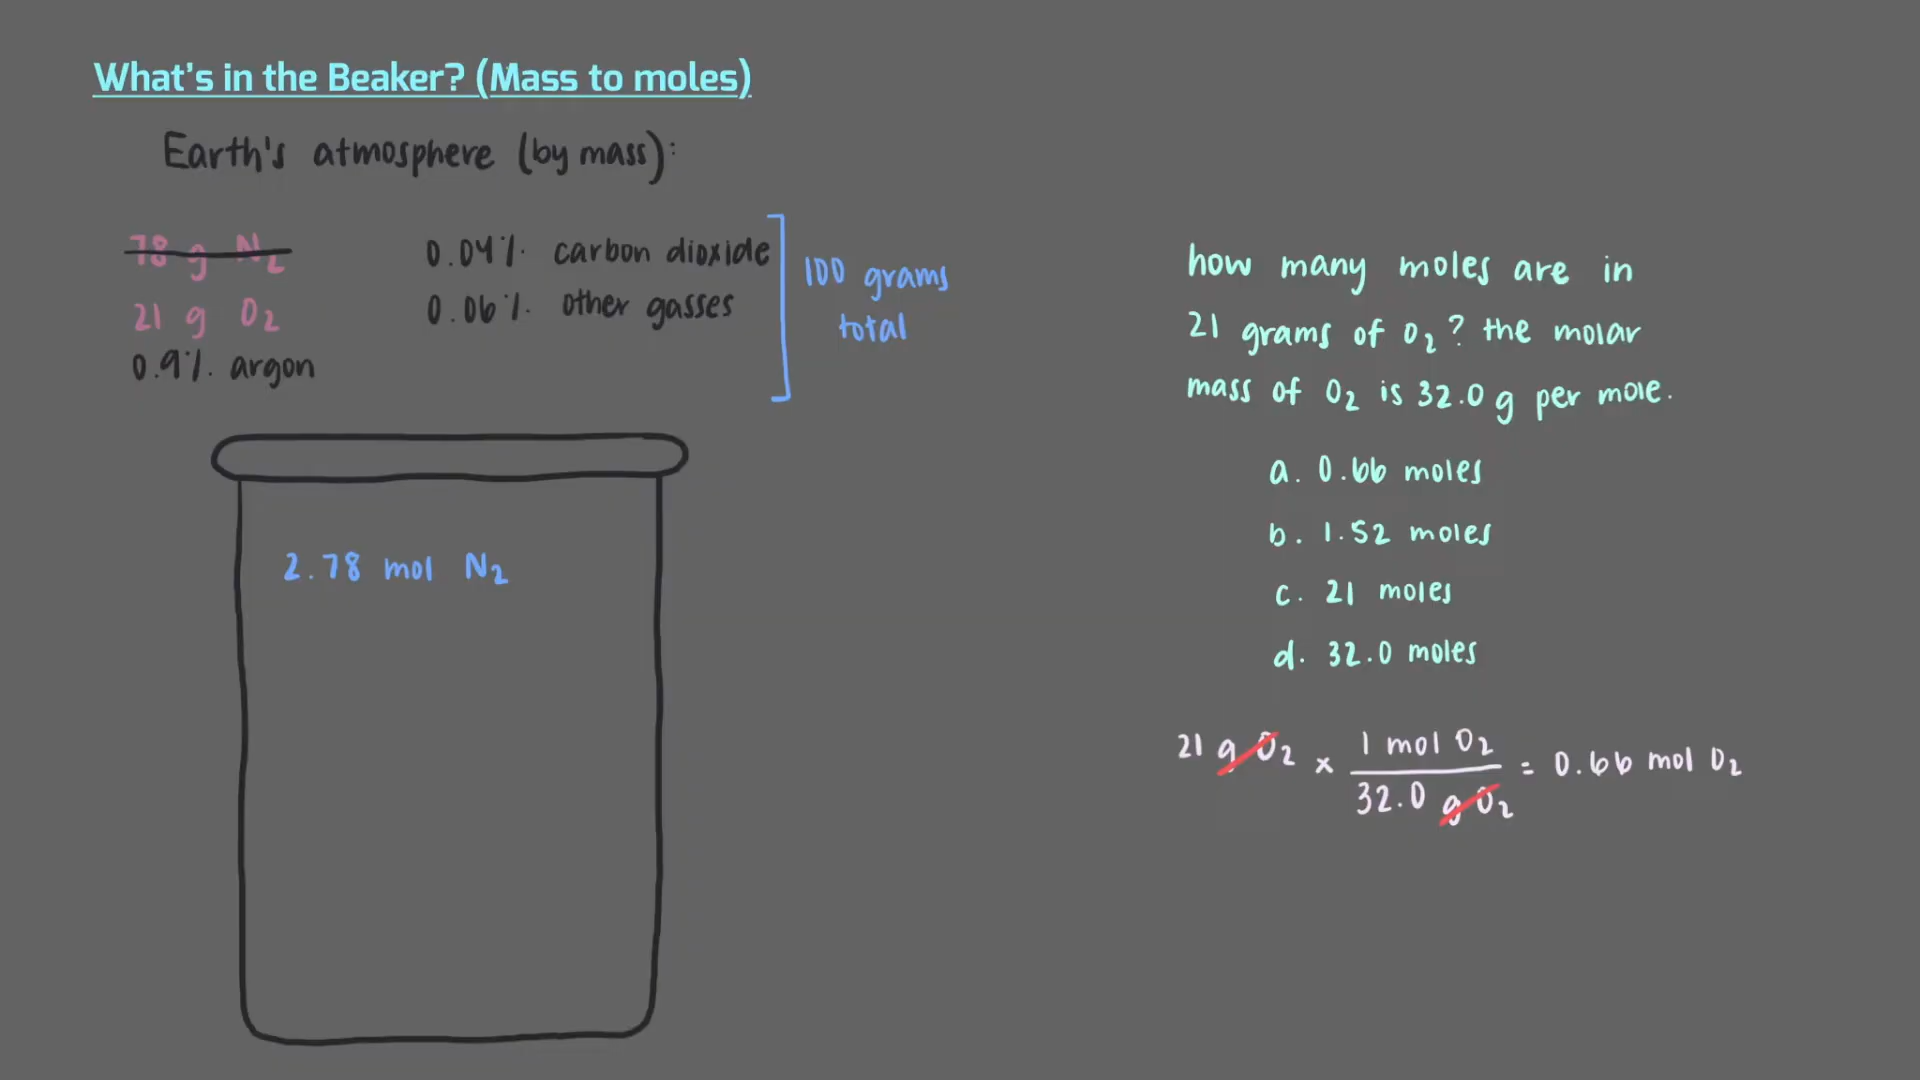 What's in the Beaker? (Mass to moles)
Earth's atmosphere (by mass):
78 g N₂
21 g O₂
0.9%. argon
0.04%. carbon dioxide
0.06%. other gasses
100 grams
total
2.78 mol N₂
how many moles are in
21 grams of O₂? the molar
mass of O₂ is 32.0 g per mole.
a. 0.66 moles
b. 1.52 moles
c. 21 moles
d. 32.0 moles
21 g O₂ × 1 mol O₂ / 32.0 g O₂ = 0.66 mol O₂